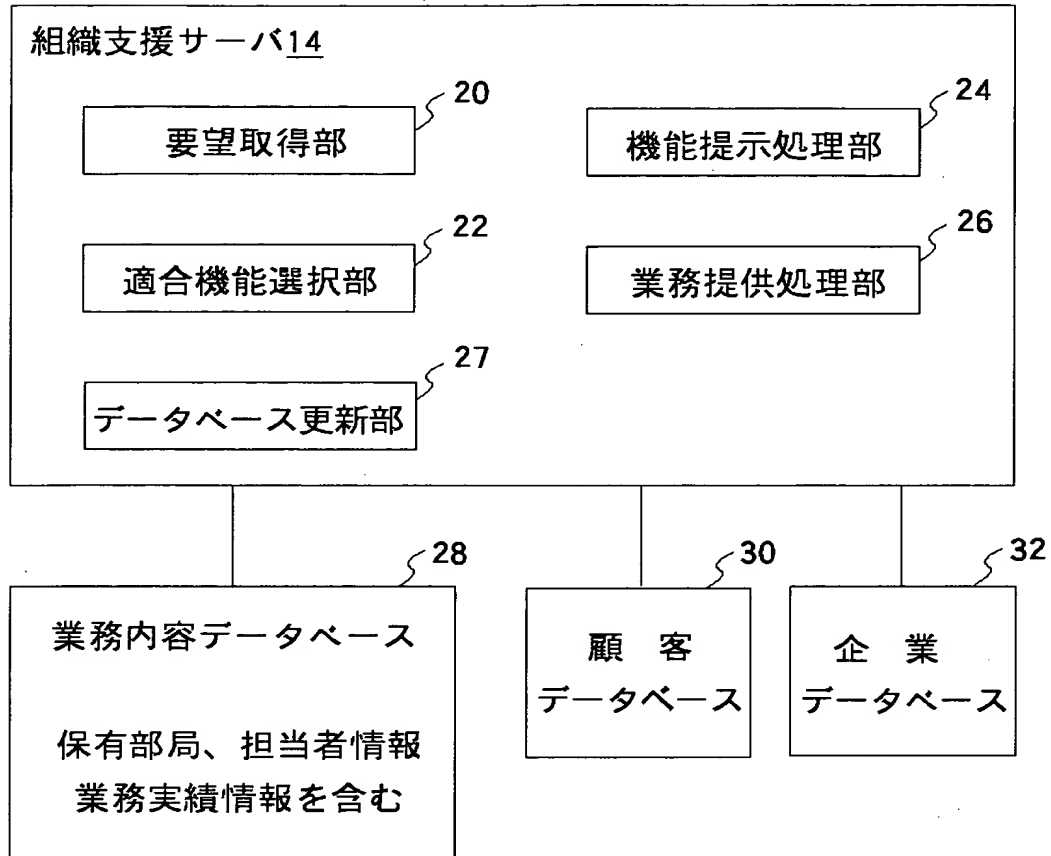 組織支援サーバ14
20
要望取得部
24
機能提示処理部
22
適合機能選択部
26
業務提供処理部
27
データベース更新部
28
業務内容データベース
保有部局、担当者情報
業務実績情報を含む
30
顧 客
データベース
32
企 業
データベース